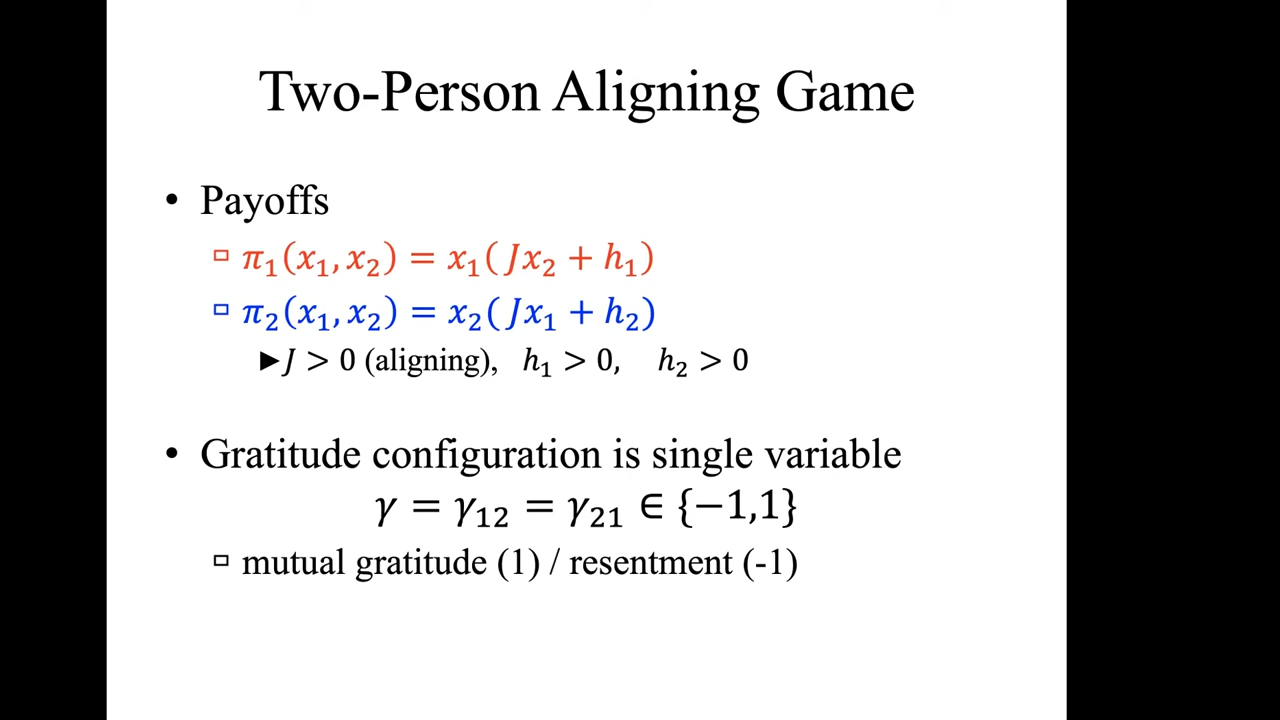 Two-Person Aligning Game
• Payoffs
▫ π₁(x₁, x₂) = x₁(Jx₂ + h₁)
▫ π₂(x₁, x₂) = x₂(Jx₁ + h₂)
►J > 0 (aligning), h₁ > 0, h₂ > 0
• Gratitude configuration is single variable
γ = γ₁₂ = γ₂₁ ∈ {−1,1}
▫ mutual gratitude (1) / resentment (-1)